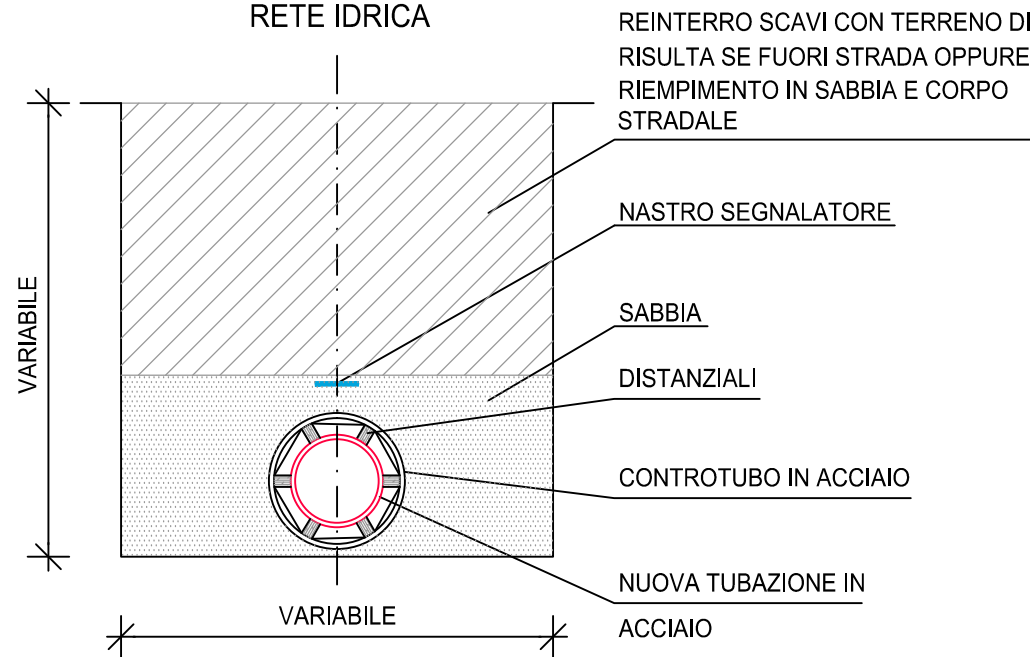 RETE IDRICA
REINTERRO SCAVI CON TERRENO DI
RISULTA SE FUORI STRADA OPPURE
RIEMPIMENTO IN SABBIA E CORPO
STRADALE
NASTRO SEGNALATORE
SABBIA
DISTANZIALI
CONTROTUBO IN ACCIAIO
NUOVA TUBAZIONE IN
ACCIAIO
VARIABILE
VARIABILE